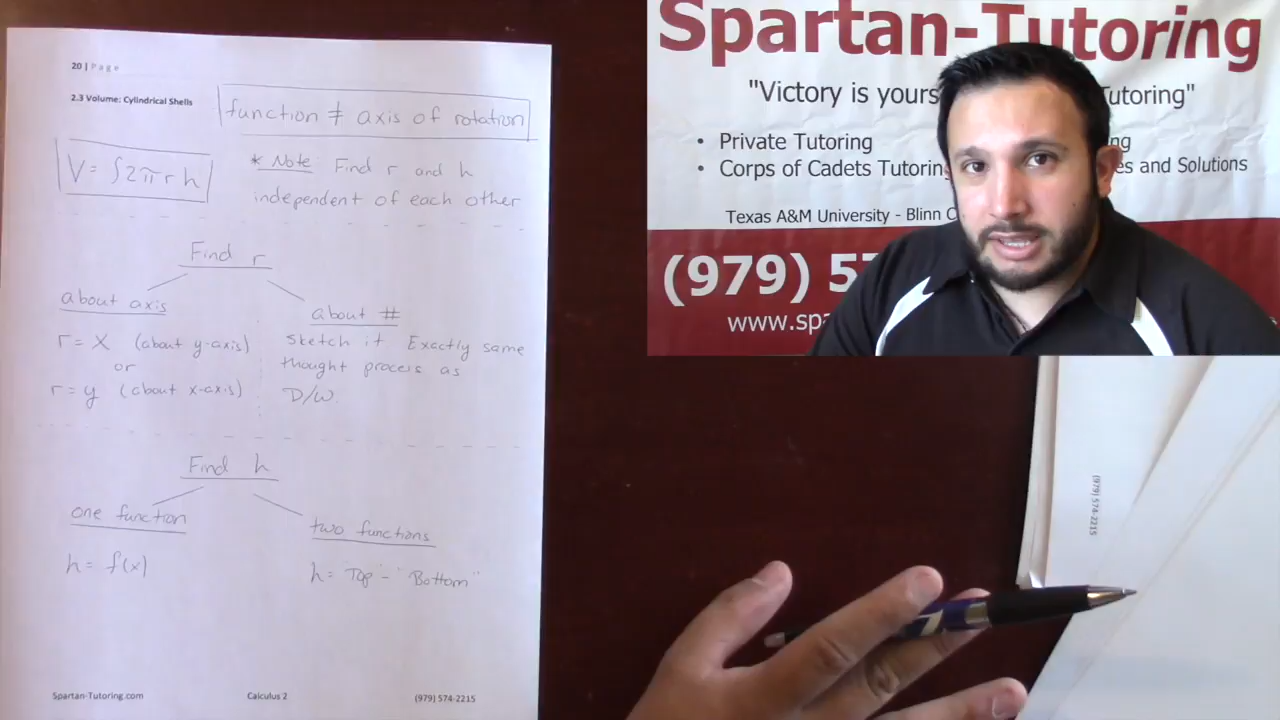 20 | Page
2.3 Volume: Cylindrical Shells
function ≠ axis of rotation
V = ∫2πrh
* Note: Find r and h
independent of each other
Find r
about axis
r = x (about y-axis)
or
r = y (about x-axis)
about #
Sketch it. Exactly same
thought process as
D/W.
Find h
one function
h = f(x)
two functions
h = "Top" - "Bottom"
Spartan-Tutoring.com
Calculus 2
(979) 574-2215
Spartan-Tutoring
"Victory is yours
utoring"
• Private Tutoring
ng
• Corps of Cadets Tutoring
es and Solutions
Texas A&M University - Blinn C
(979) 57
www.spa
(979) 574-2215